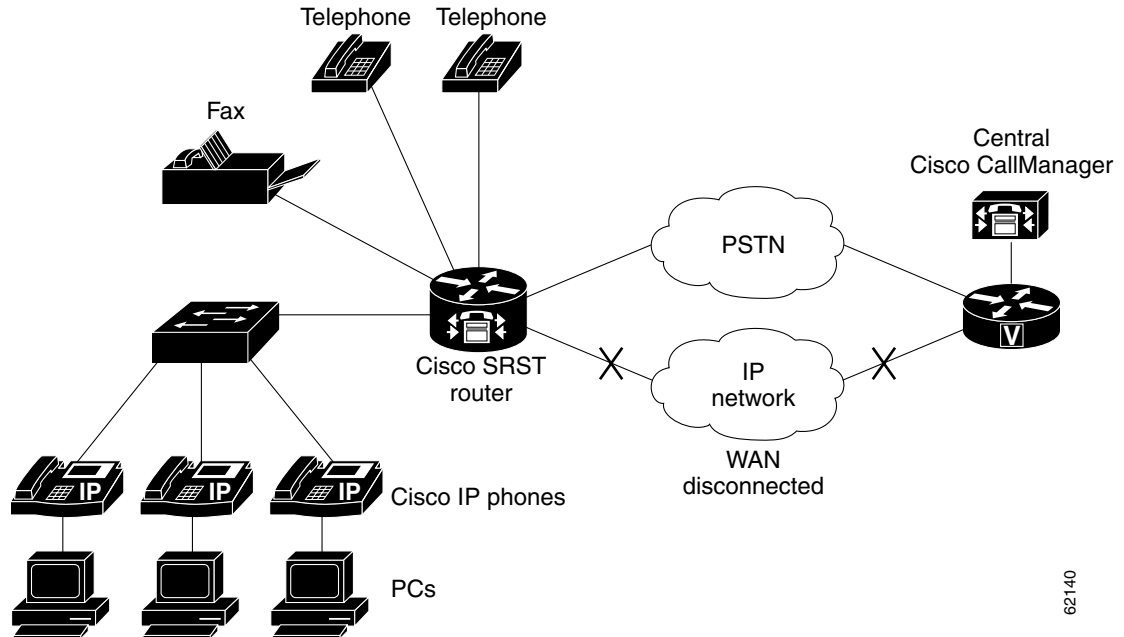 Telephone Telephone
Fax
Central
Cisco CallManager
PSTN
V
Cisco SRST
router
IP
network
WAN
disconnected
IP IP IP
Cisco IP phones
PCs
62140